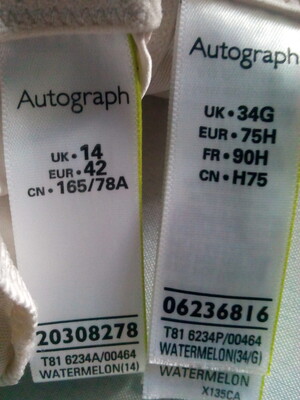 Autograph
UK • 14
EUR • 42
CN • 165/78A
20308278
T81 6234A/00464
WATERMELON(14)
Autograph
UK • 34G
EUR • 75H
FR • 90H
CN • H75
06236816
T81 6234P/00464
WATERMELON(34/G)
WATERMELON
X135CA